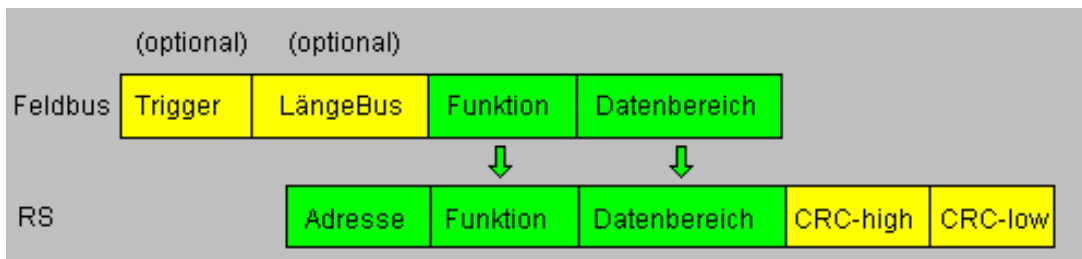 (optional) (optional)
Feldbus Trigger LängeBus Funktion Datenbereich
RS Adresse Funktion Datenbereich CRC-high CRC-low